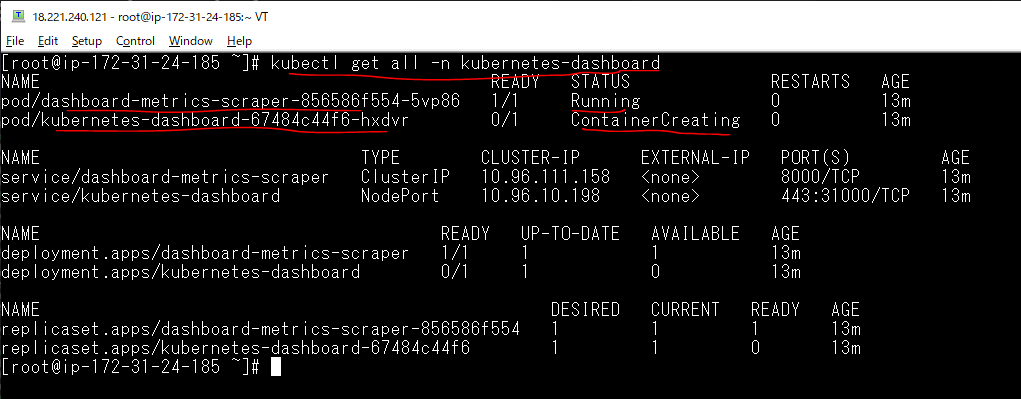 18.221.240.121 - root@ip-172-31-24-185:~ VT
File Edit Setup Control Window Help
[root@ip-172-31-24-185 ~]# kubectl get all -n kubernetes-dashboard
NAME READY STATUS RESTARTS AGE
pod/dashboard-metrics-scraper-856586f554-5vp86 1/1 Running 0 13m
pod/kubernetes-dashboard-67484c44f6-hxdvr 0/1 ContainerCreating 0 13m
NAME TYPE CLUSTER-IP EXTERNAL-IP PORT(S) AGE
service/dashboard-metrics-scraper ClusterIP 10.96.111.158 <none> 8000/TCP 13m
service/kubernetes-dashboard NodePort 10.96.10.198 <none> 443:31000/TCP 13m
NAME READY UP-TO-DATE AVAILABLE AGE
deployment.apps/dashboard-metrics-scraper 1/1 1 1 13m
deployment.apps/kubernetes-dashboard 0/1 1 0 13m
NAME DESIRED CURRENT READY AGE
replicaset.apps/dashboard-metrics-scraper-856586f554 1 1 1 13m
replicaset.apps/kubernetes-dashboard-67484c44f6 1 1 0 13m
[root@ip-172-31-24-185 ~]#